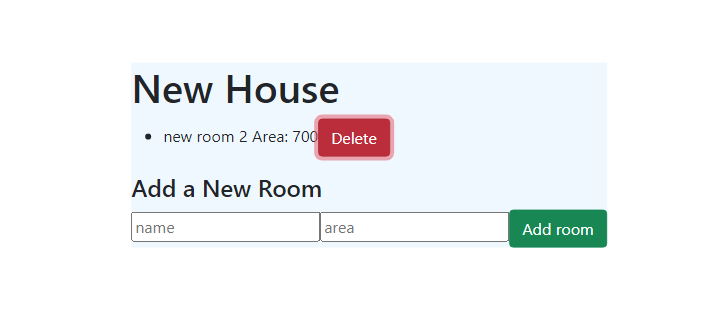 New House
new room 2 Area: 700 Delete
Add a New Room
name area Add room